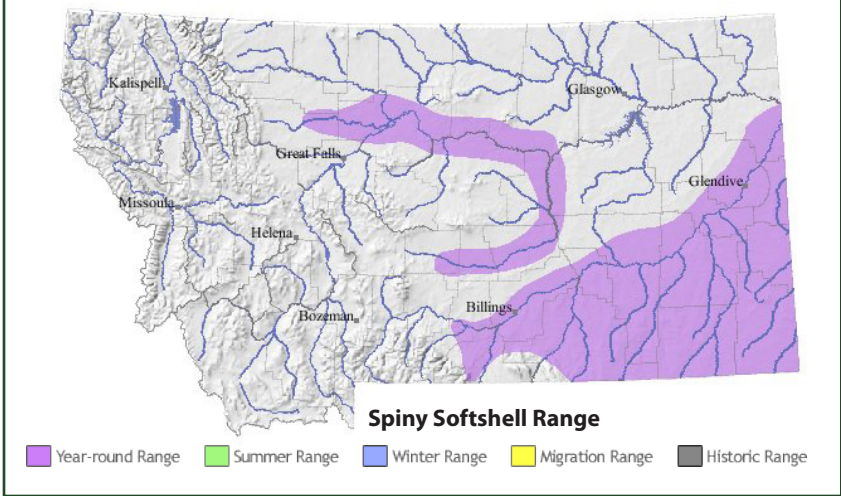 Kalispell
Glasgow
Great Falls
Glendive
Missoula
Helena
Billings
Bozeman
Spiny Softshell Range
Year-round Range Summer Range Winter Range Migration Range Historic Range